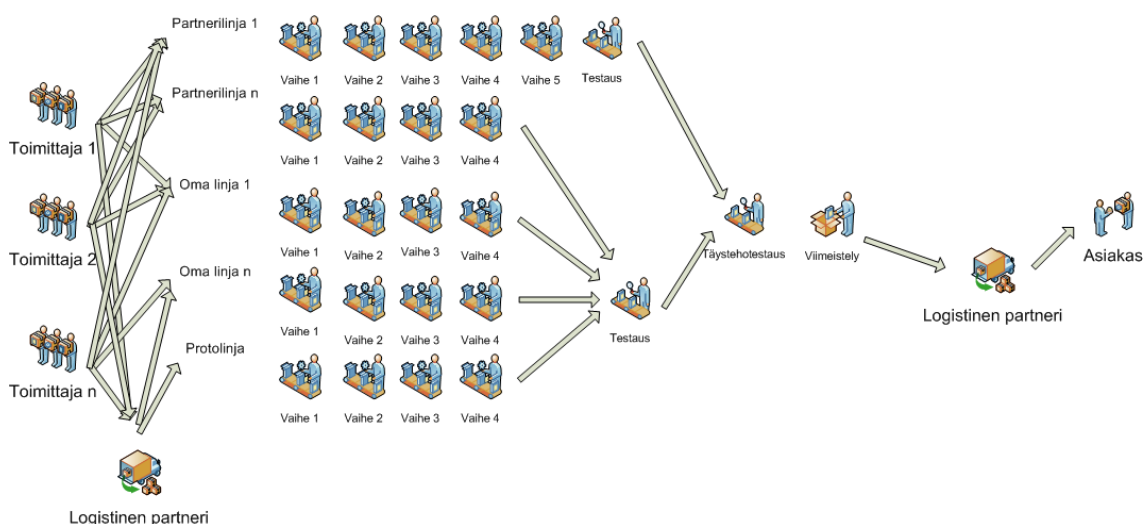 Partnerilinja 1
Vaihe 1 Vaihe 2 Vaihe 3 Vaihe 4 Vaihe 5 Testaus
Partnerilinja n
Toimittaja 1
Vaihe 1 Vaihe 2 Vaihe 3 Vaihe 4
Oma linja 1
Toimittaja 2
Vaihe 1 Vaihe 2 Vaihe 3 Vaihe 4
Täystehotestaus
Viimeistely
Asiakas
Oma linja n
Vaihe 1 Vaihe 2 Vaihe 3 Vaihe 4
Testaus
Logistinen partneri
Protolinja
Toimittaja n
Vaihe 1 Vaihe 2 Vaihe 3 Vaihe 4
Logistinen partneri